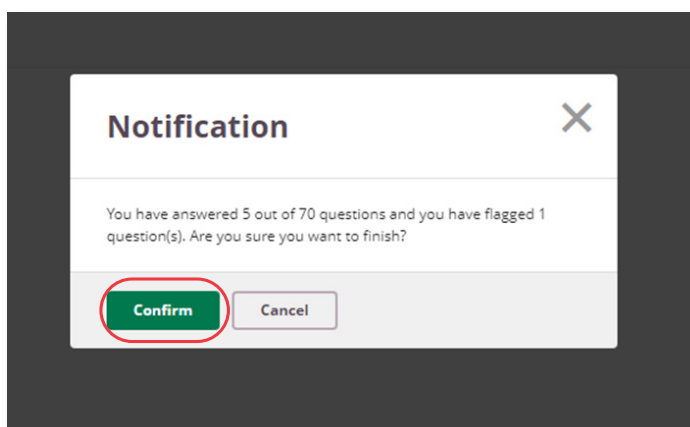 Notification
You have answered 5 out of 70 questions and you have flagged 1
question(s). Are you sure you want to finish?
Confirm
Cancel